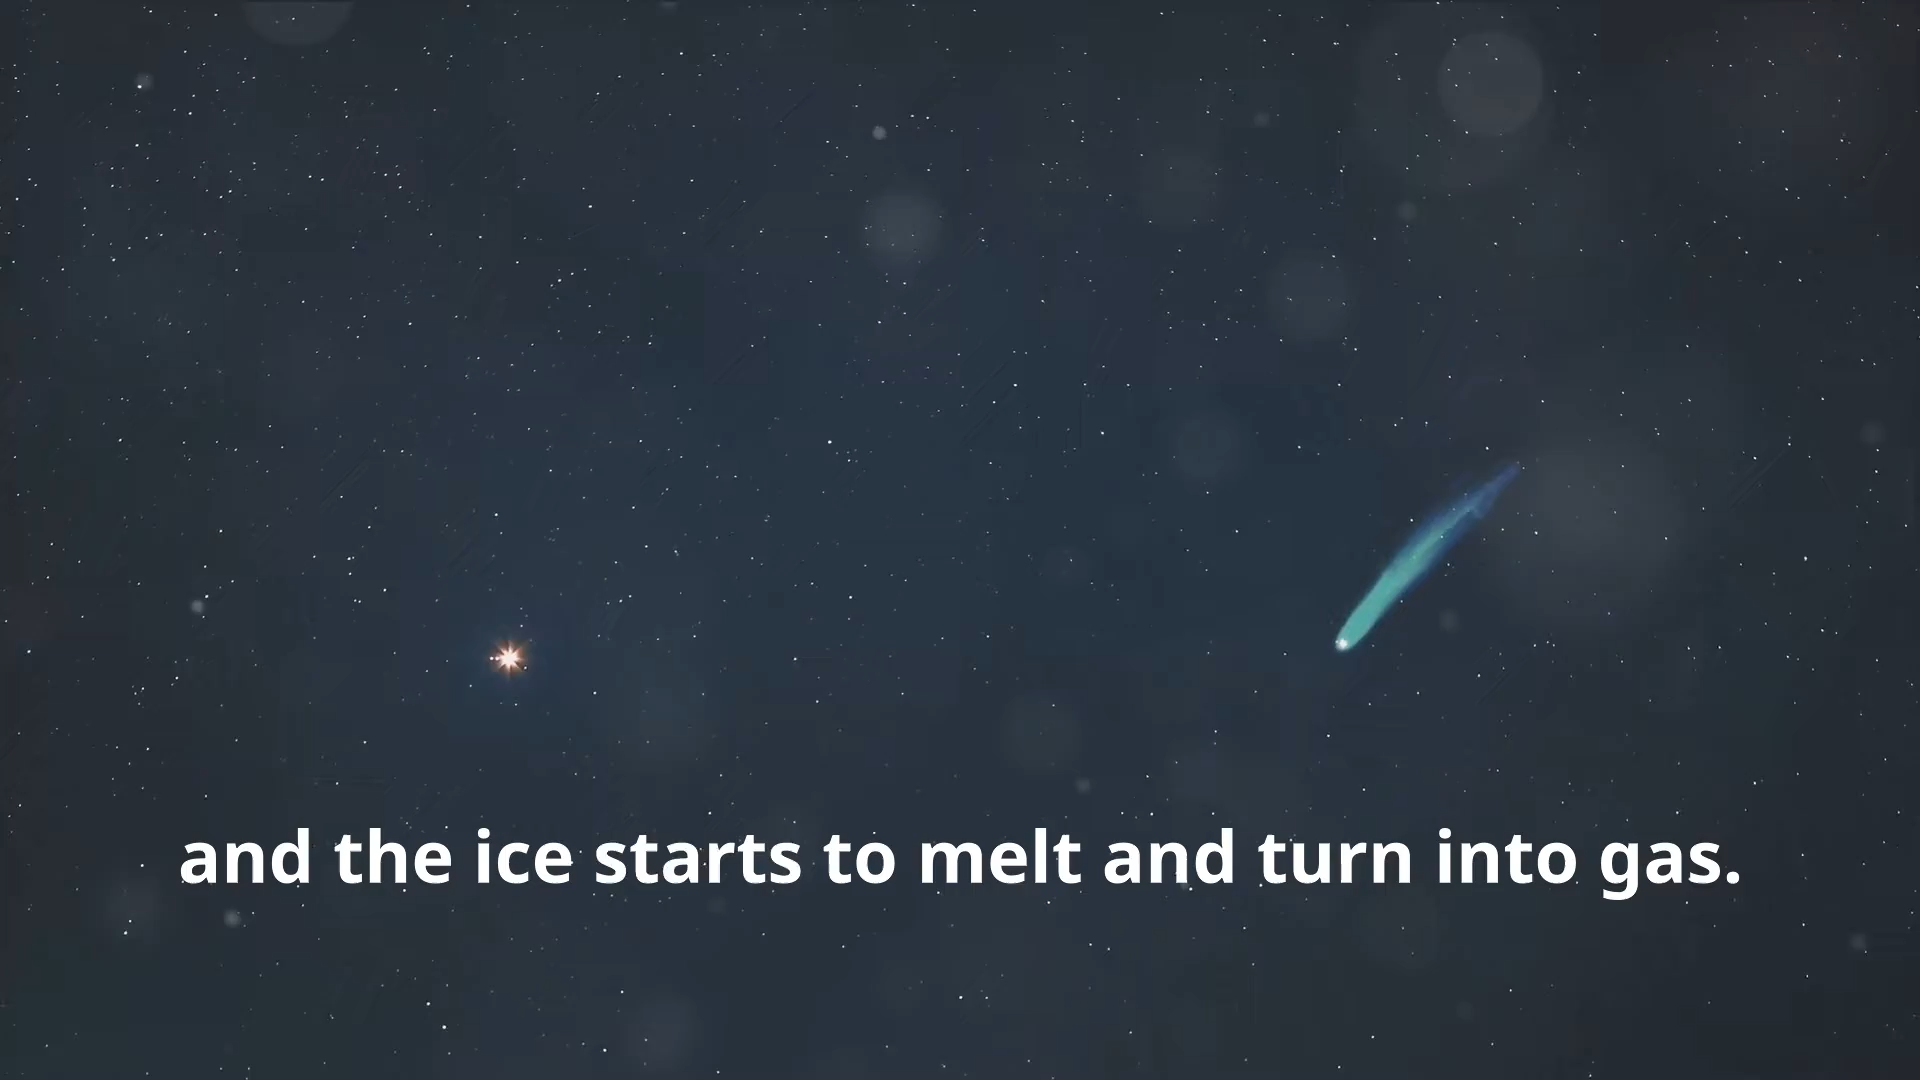 and the ice starts to melt and turn into gas.